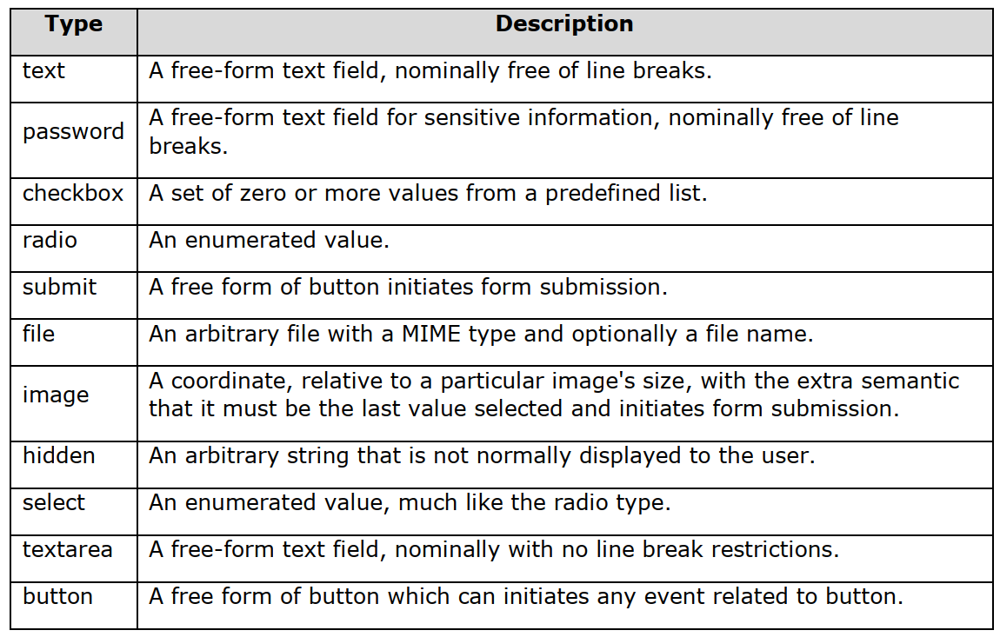 Type Description
text A free-form text field, nominally free of line breaks.
password A free-form text field for sensitive information, nominally free of line
breaks.
checkbox A set of zero or more values from a predefined list.
radio An enumerated value.
submit A free form of button initiates form submission.
file An arbitrary file with a MIME type and optionally a file name.
image A coordinate, relative to a particular image's size, with the extra semantic
that it must be the last value selected and initiates form submission.
hidden An arbitrary string that is not normally displayed to the user.
select An enumerated value, much like the radio type.
textarea A free-form text field, nominally with no line break restrictions.
button A free form of button which can initiates any event related to button.